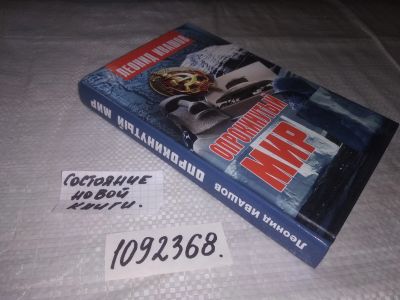 ЛЕОНИД ИВАШОВ
ОПРОКИНУТЫЙ
МИР
Леонид ИВАШОВ ОПРОКИНУТЫЙ МИР
СОСТОЯНИЕ
НОВОЙ
КНИГИ.
1092368.